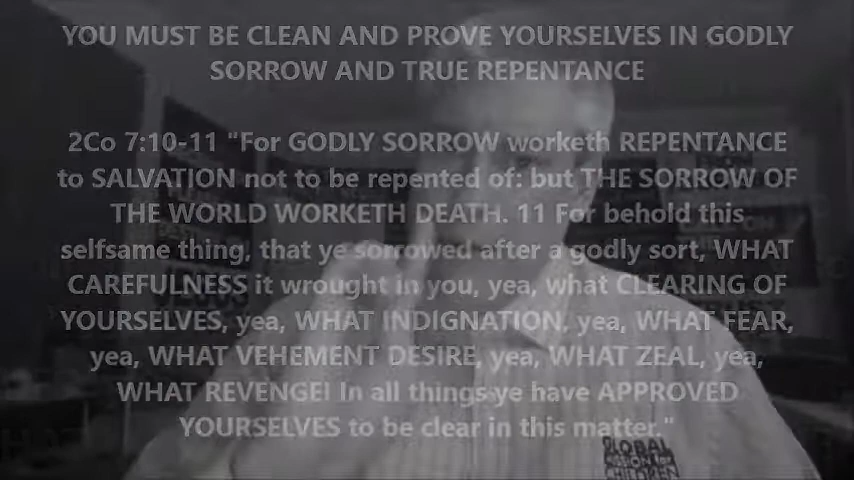 YOU MUST BE CLEAN AND PROVE YOURSELVES IN GODLY
SORROW AND TRUE REPENTANCE
2Co 7:10-11 "For GODLY SORROW worketh REPENTANCE
to SALVATION not to be repented of: but THE SORROW OF
THE WORLD WORKETH DEATH. 11 For behold this
selfsame thing, that ye sorrowed after a godly sort, WHAT
CAREFULNESS it wrought in you, yea, what CLEARING OF
YOURSELVES, yea, WHAT INDIGNATION, yea, WHAT FEAR,
yea, WHAT VEHEMENT DESIRE, yea, WHAT ZEAL, yea,
WHAT REVENGE! In all things ye have APPROVED
YOURSELVES to be clear in this matter."
GLOBAL
MISSION for
CHILDREN